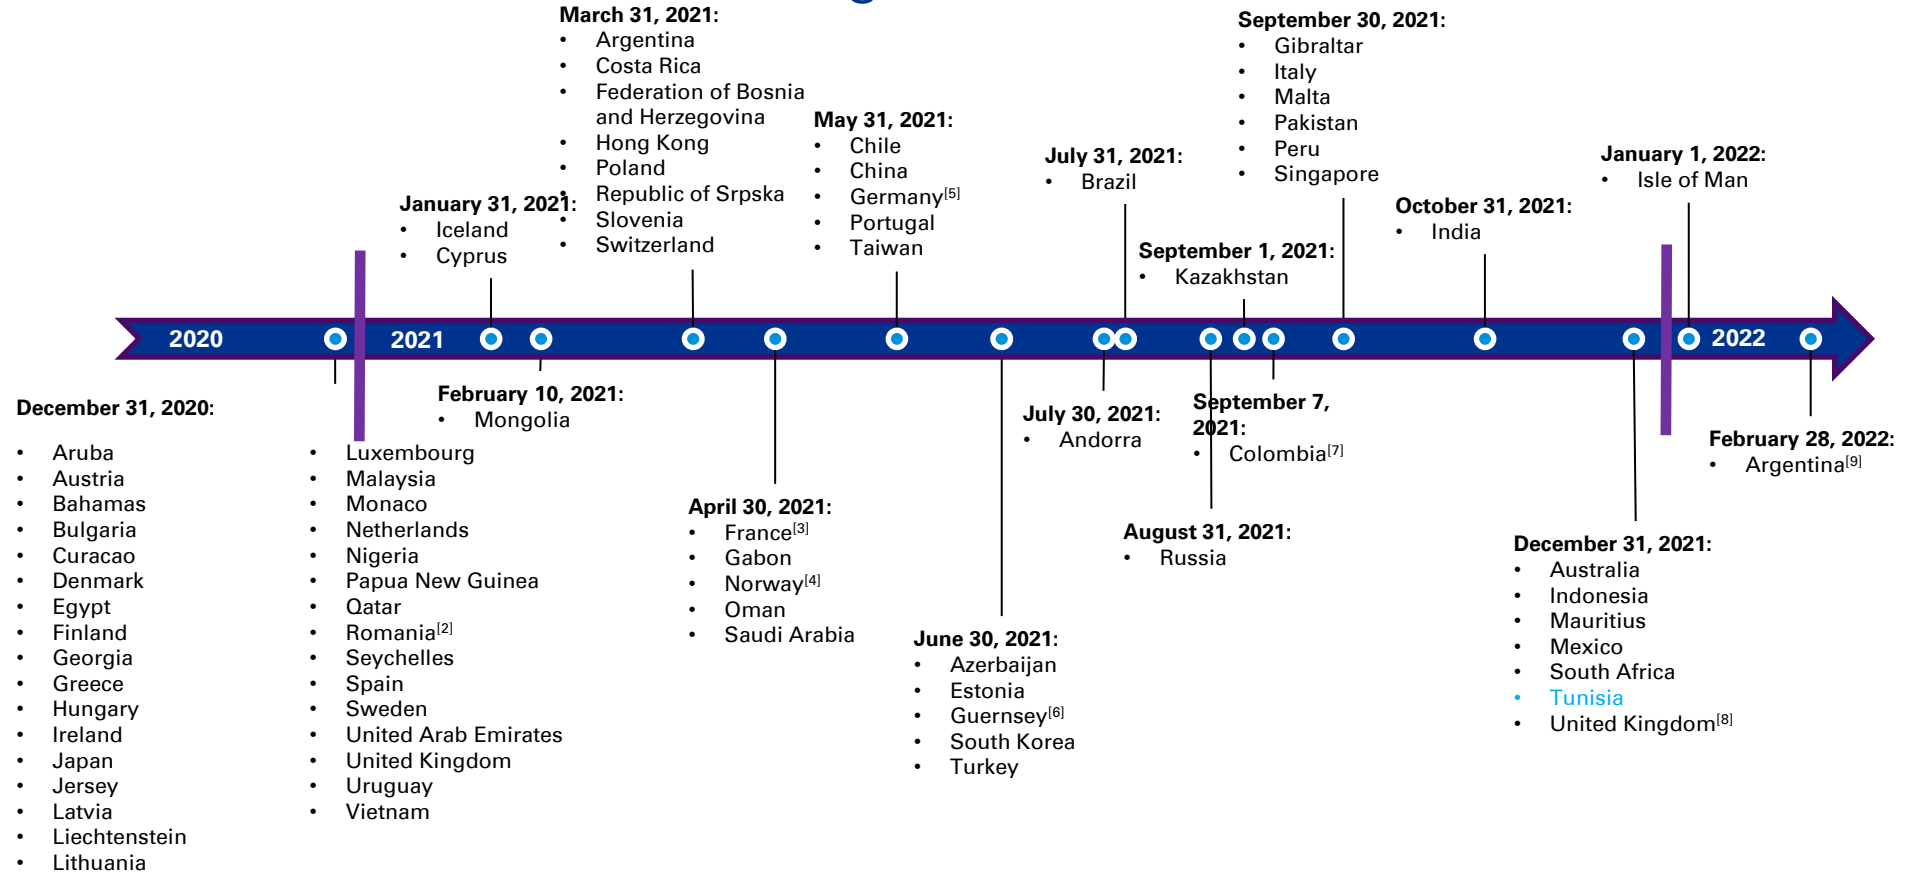 March 31, 2021:
• Argentina
• Costa Rica
• Federation of Bosnia
and Herzegovina
• Hong Kong
• Poland
• Republic of Srpska
• Slovenia
• Switzerland
September 30, 2021:
• Gibraltar
• Italy
• Malta
• Pakistan
• Peru
• Singapore
May 31, 2021:
• Chile
• China
• Germany[5]
• Portugal
• Taiwan
July 31, 2021:
• Brazil
January 1, 2022:
• Isle of Man
January 31, 2021:
• Iceland
• Cyprus
October 31, 2021:
• India
September 1, 2021:
• Kazakhstan
2020
2021
2022
December 31, 2020:
• Aruba
• Austria
• Bahamas
• Bulgaria
• Curacao
• Denmark
• Egypt
• Finland
• Georgia
• Greece
• Hungary
• Ireland
• Japan
• Jersey
• Latvia
• Liechtenstein
• Lithuania
• Luxembourg
• Malaysia
• Monaco
• Netherlands
• Nigeria
• Papua New Guinea
• Qatar
• Romania[2]
• Seychelles
• Spain
• Sweden
• United Arab Emirates
• United Kingdom
• Uruguay
• Vietnam
February 10, 2021:
• Mongolia
April 30, 2021:
• France[3]
• Gabon
• Norway[4]
• Oman
• Saudi Arabia
June 30, 2021:
• Azerbaijan
• Estonia
• Guernsey[6]
• South Korea
• Turkey
July 30, 2021:
• Andorra
September 7,
2021:
• Colombia[7]
August 31, 2021:
• Russia
December 31, 2021:
• Australia
• Indonesia
• Mauritius
• Mexico
• South Africa
• Tunisia
• United Kingdom[8]
February 28, 2022:
• Argentina[9]